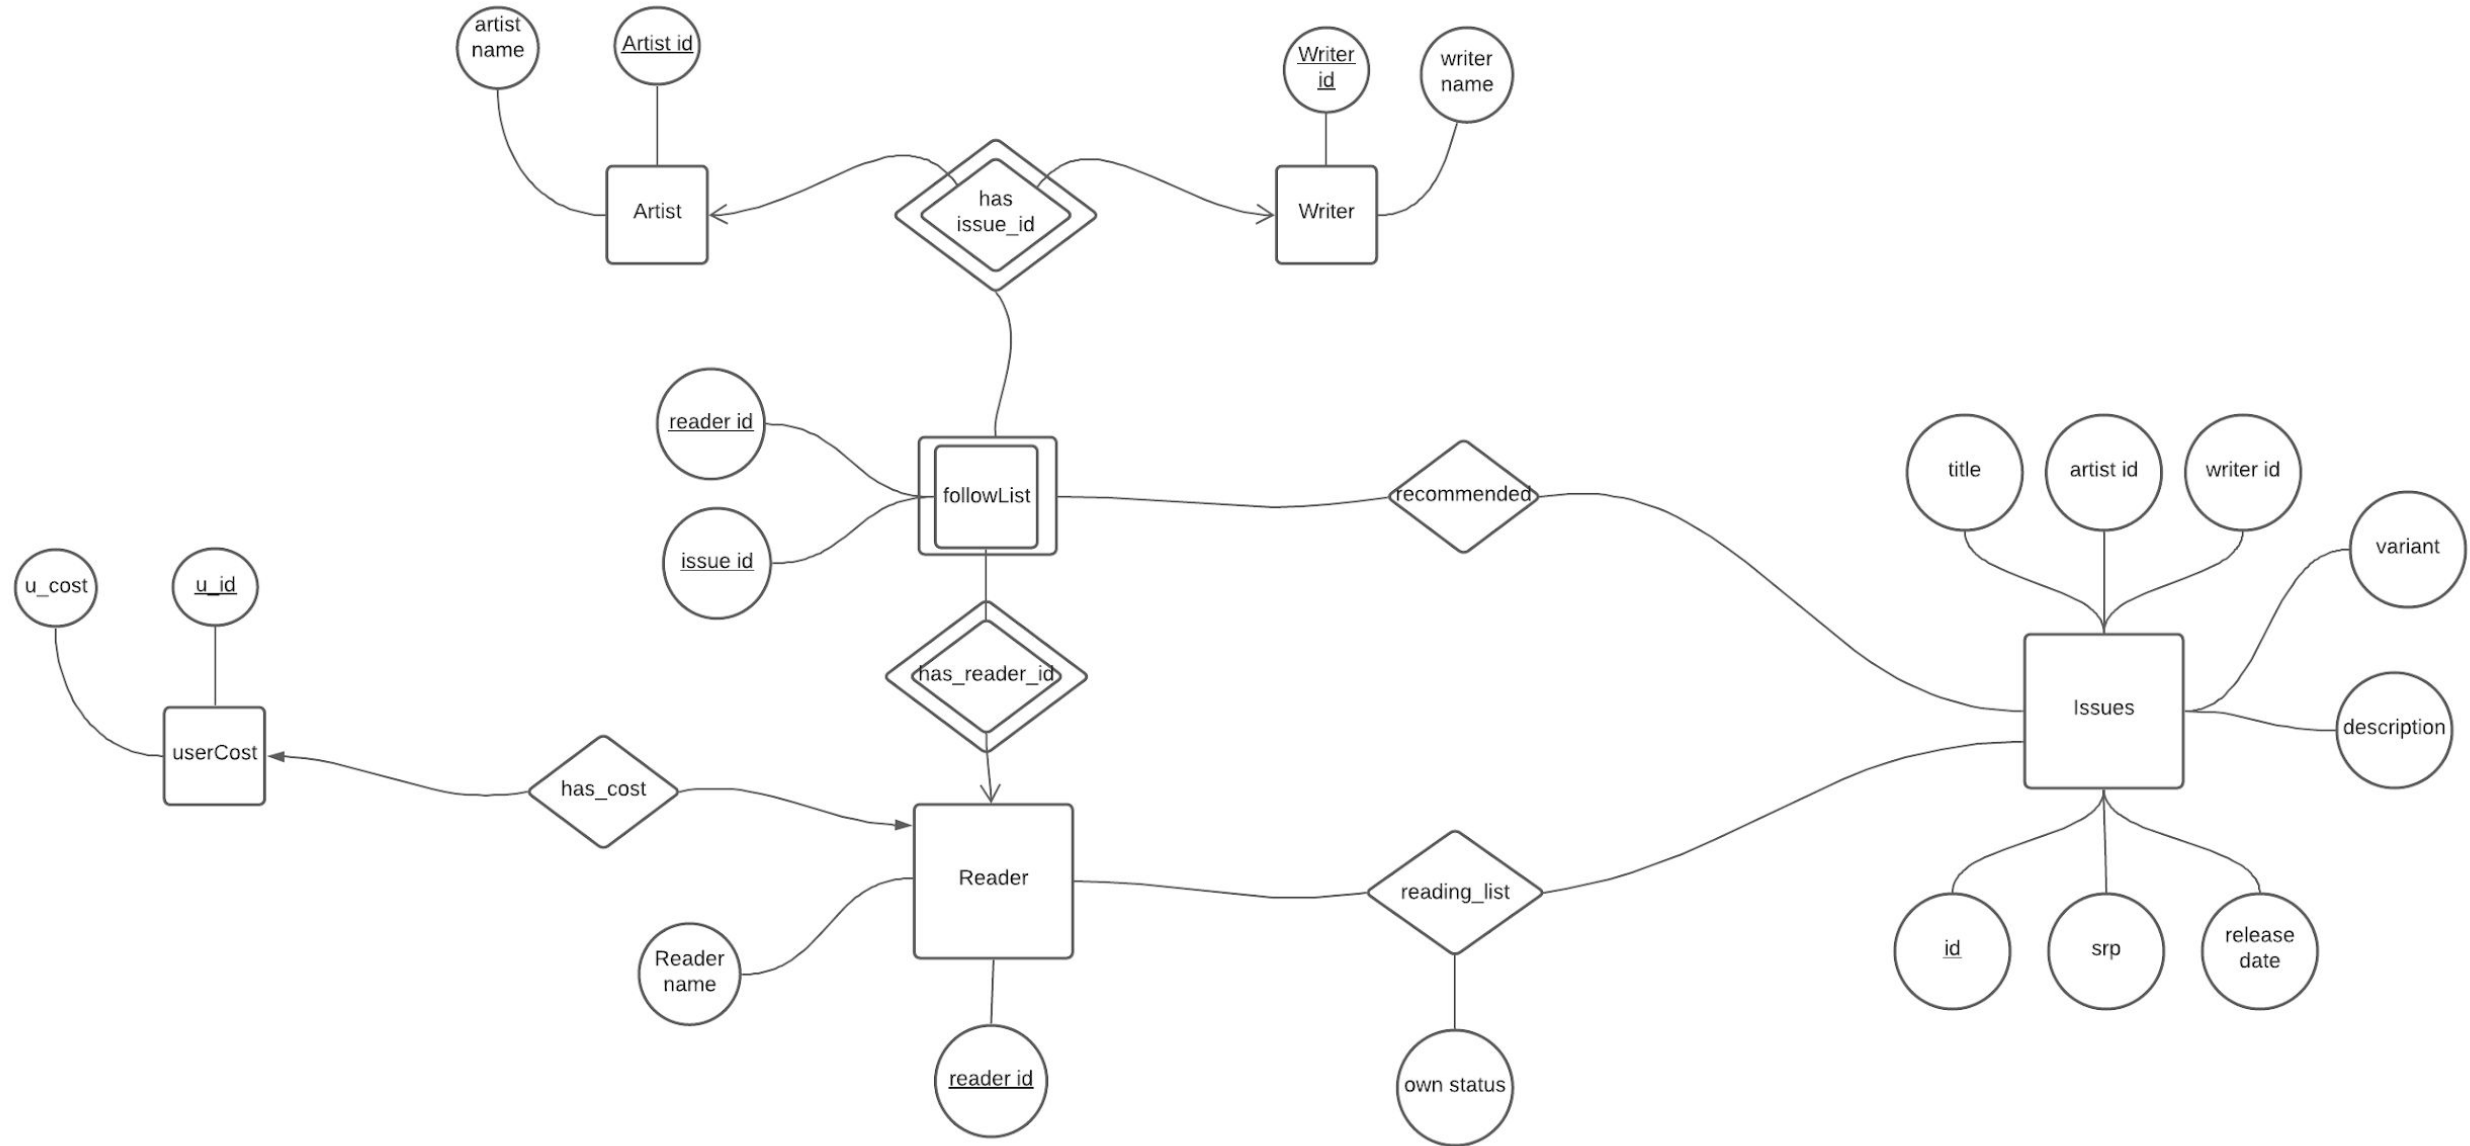 artist
name
Artist id
Writer
id
writer
name
Artist
has
issue_id
Writer
reader id
followList
issue id
recommended
title
artist id
writer id
variant
u_cost
u_id
has_reader_id
Issues
description
userCost
has_cost
Reader
reading_list
Reader
name
id
srp
release
date
reader id
own status